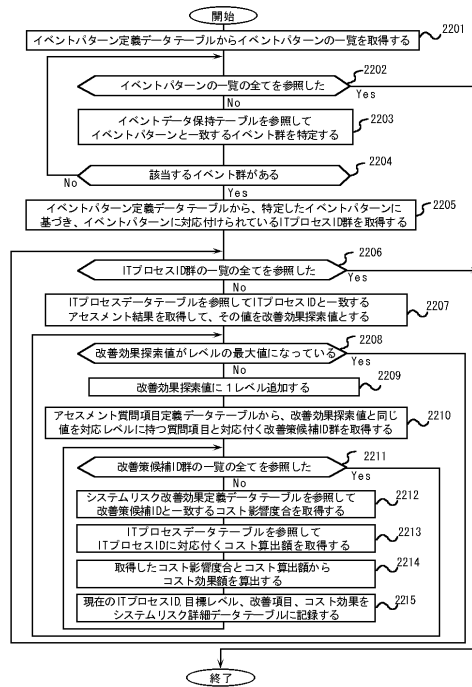 開始
イベントパターン定義データテーブルからイベントパターンの一覧を取得する
2201
イベントパターンの一覧の全てを参照した
2202
Yes
No
イベントデータ保持テーブルを参照して
イベントパターンと一致するイベント群を特定する
2203
該当するイベント群がある
2204
No
Yes
イベントパターン定義データテーブルから、特定したイベントパターンに
基づき、イベントパターンに対応付けられているITプロセスID群を取得する
2205
ITプロセスID群の一覧の全てを参照した
2206
Yes
No
ITプロセスデータテーブルを参照してITプロセスIDと一致する
アセスメント結果を取得して、その値を改善効果探索値とする
2207
改善効果探索値がレベルの最大値になっている
2208
Yes
No
改善効果探索値に1レベル追加する
2209
アセスメント質問項目定義データテーブルから、改善効果探索値と同じ
値を対応レベルに持つ質問項目と対応付く改善策候補ID群を取得する
2210
改善策候補ID群の全てを参照した
2211
Yes
No
システムリスク改善効果定義データテーブルを参照して
改善策候補IDと一致するコスト影響度合を取得する
2212
ITプロセスデータテーブルを参照して
ITプロセスIDに対応付くコスト算出額を取得する
2213
取得したコスト影響度合とコスト算出額から
コスト効果額を算出する
2214
現在のITプロセスID、目標レベル、改善項目、コスト効果を
システムリスク詳細データテーブルに記録する
2215
終了